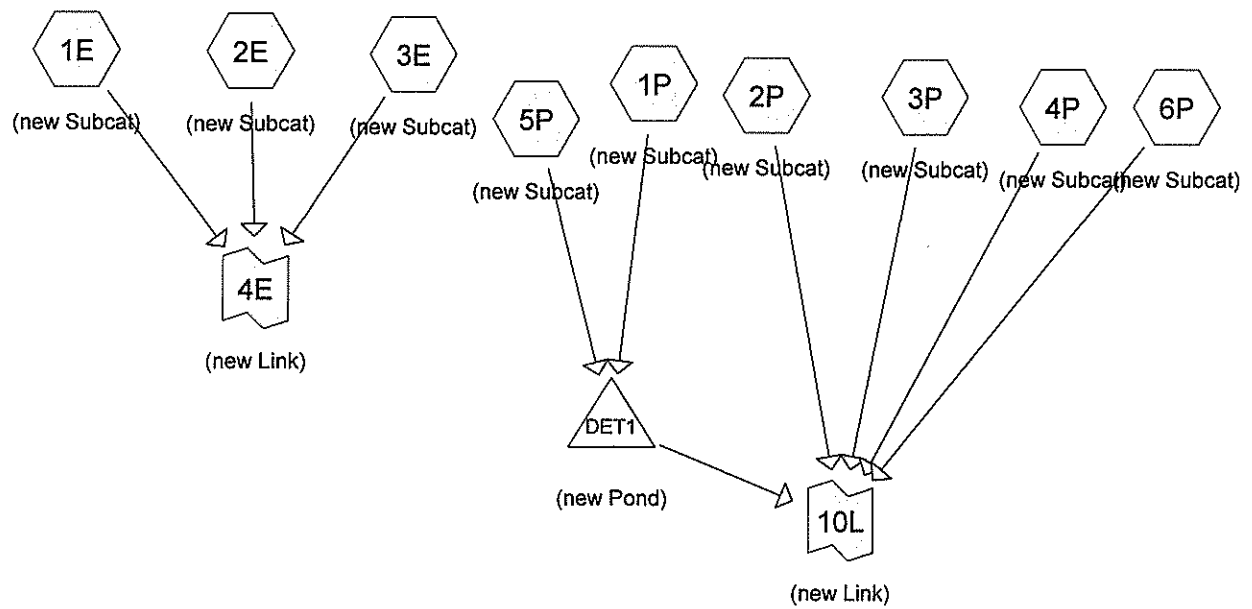 1E
2E
3E
(new Subcat)
(new Subcat)
(new Subcat)
4E
(new Link)
5P
1P
2P
3P
4P
6P
(new Subcat)
(new Subcat)
(new Subcat)
(new Subcat)
(new Subcat)
(new Subcat)
DET1
(new Pond)
10L
(new Link)